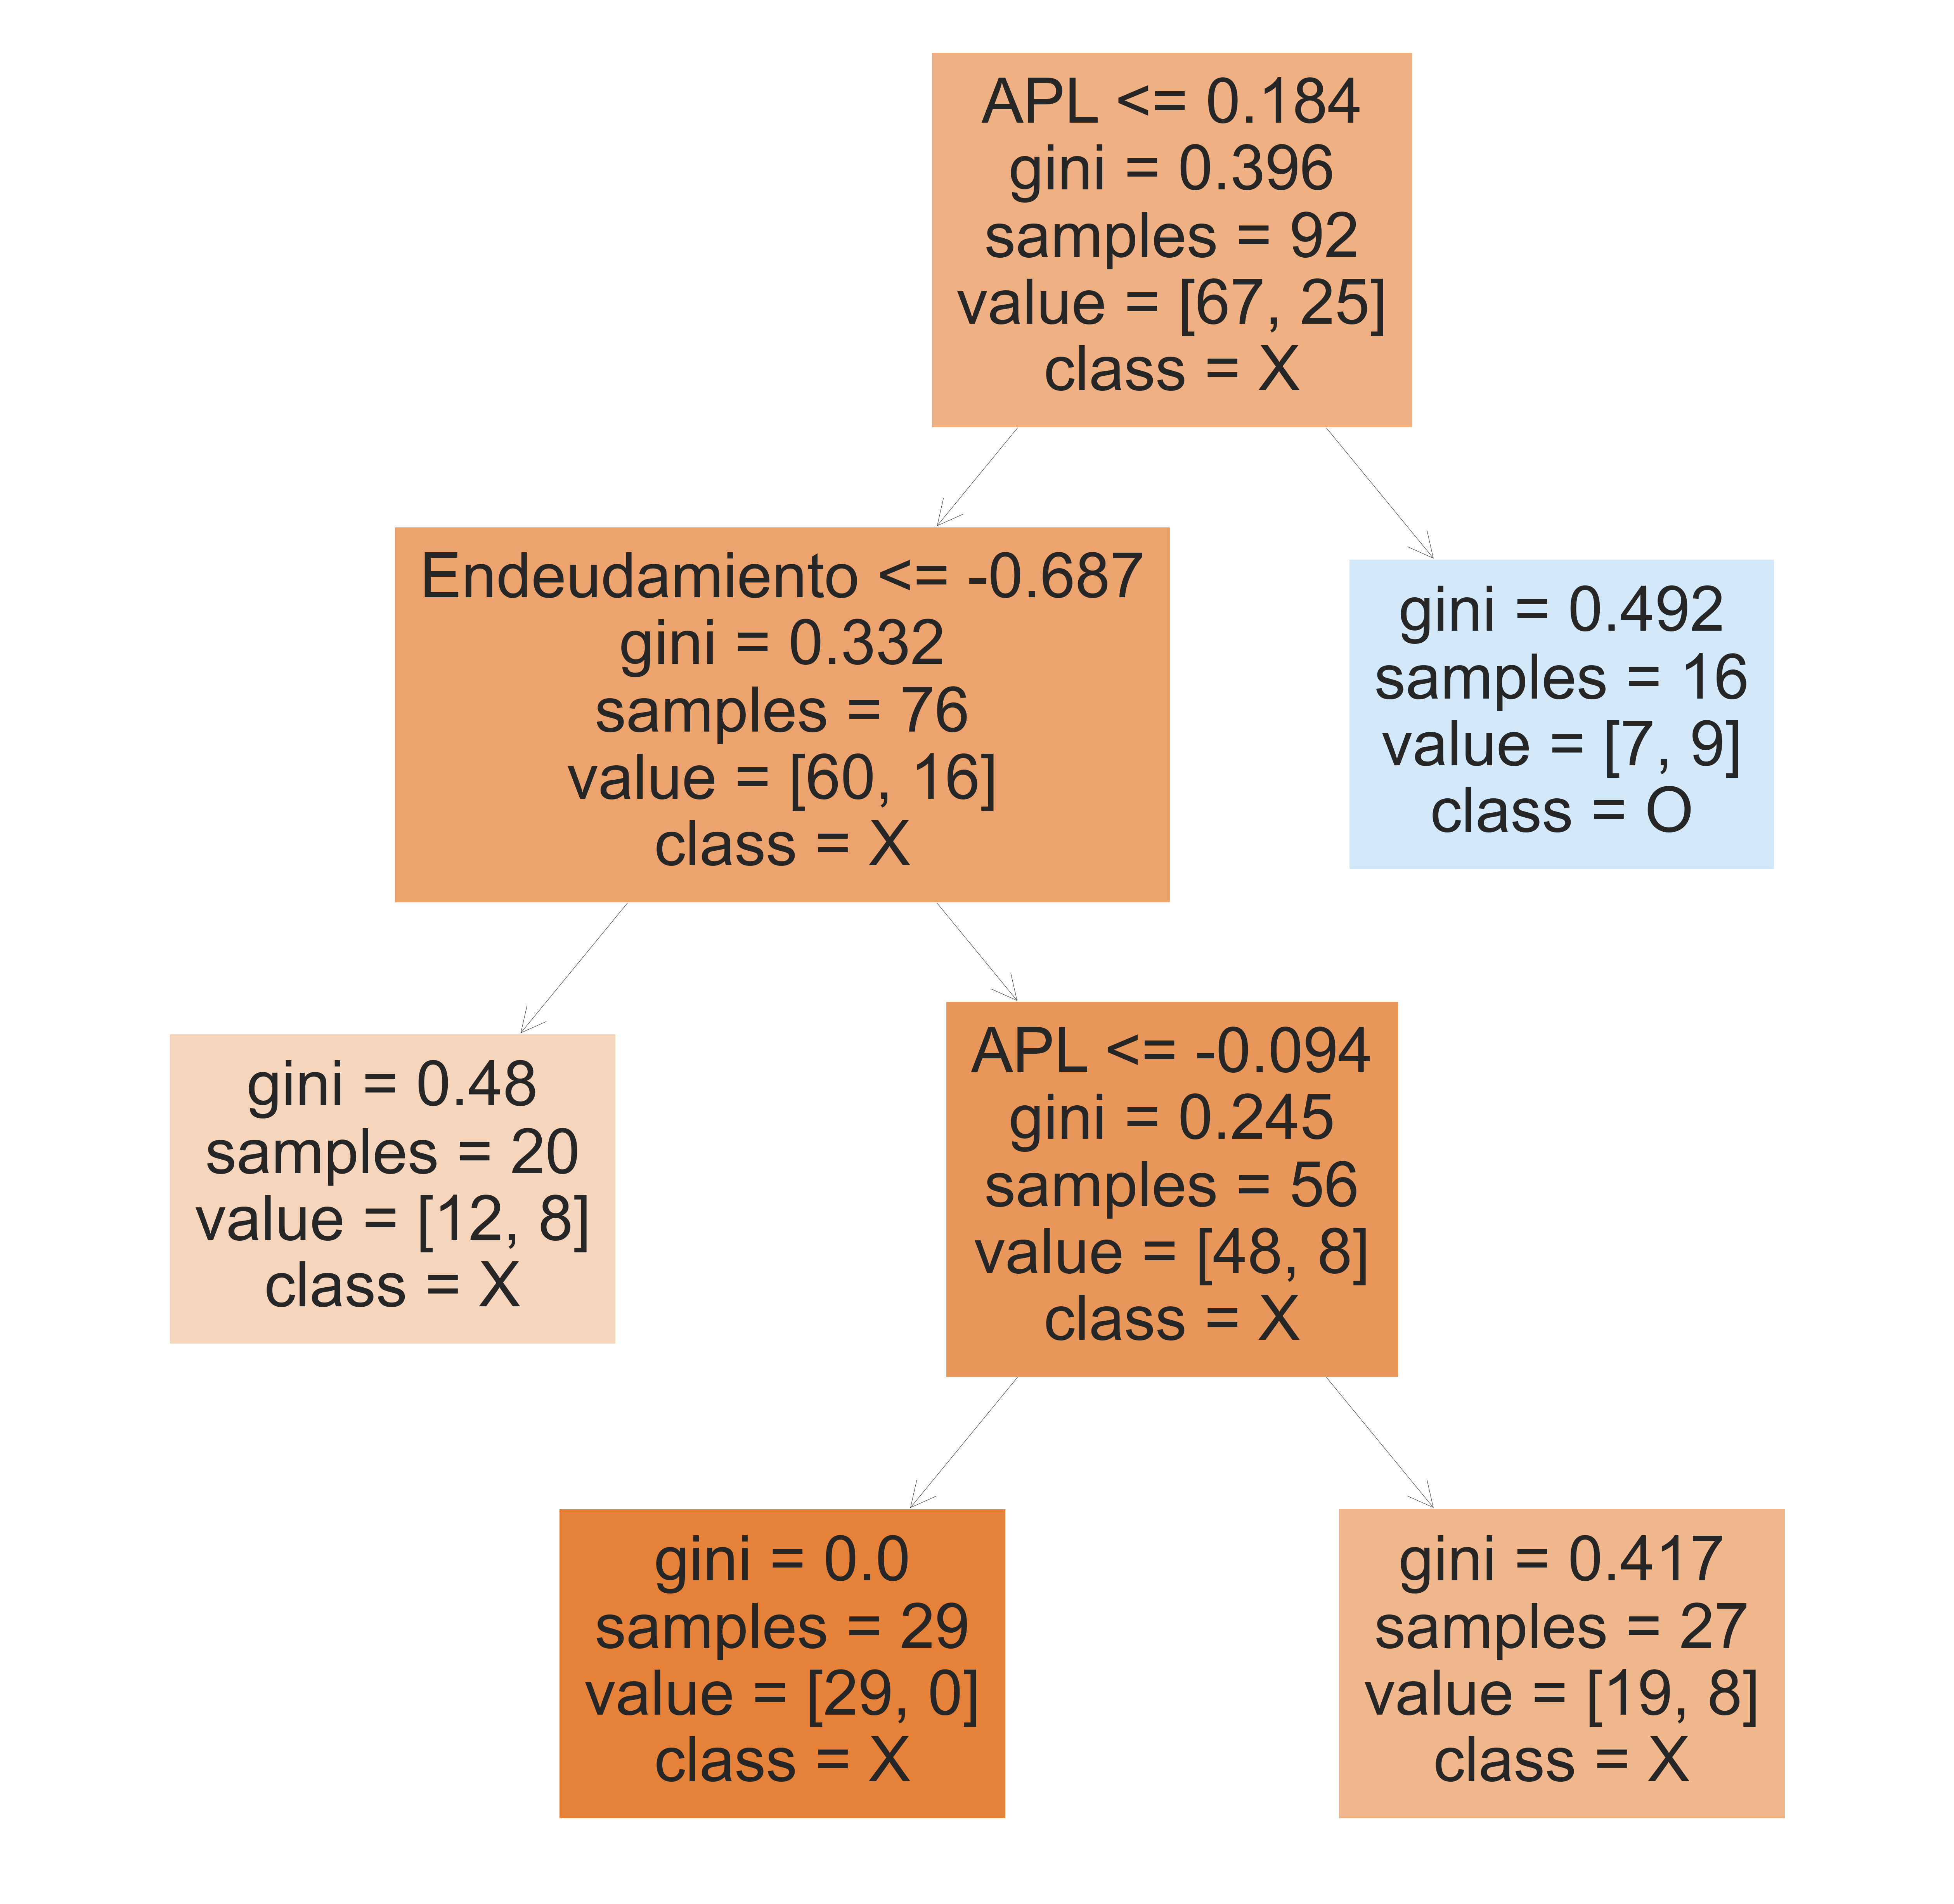 APL <= 0.184
gini = 0.396
samples = 92
value = [67, 25]
class = X
Endeudamiento <= -0.687
gini = 0.332
samples = 76
value = [60, 16]
class = X
gini = 0.492
samples = 16
value = [7, 9]
class = O
gini = 0.48
samples = 20
value = [12, 8]
class = X
APL <= -0.094
gini = 0.245
samples = 56
value = [48, 8]
class = X
gini = 0.0
samples = 29
value = [29, 0]
class = X
gini = 0.417
samples = 27
value = [19, 8]
class = X